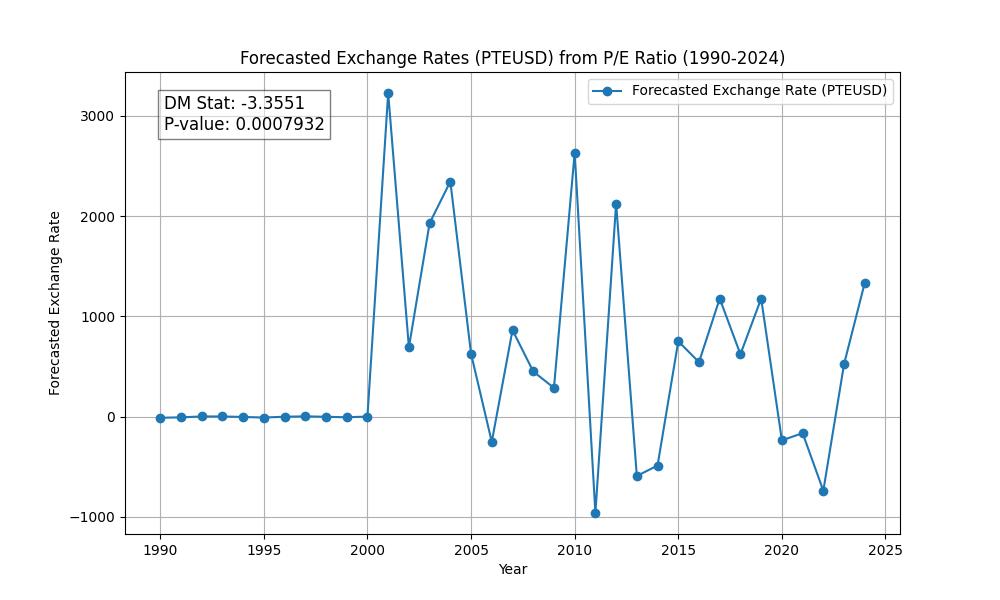 Forecasted Exchange Rates (PTEUSD) from P/E Ratio (1990-2024)
DM Stat: -3.3551
P-value: 0.0007932
Forecasted Exchange Rate (PTEUSD)
Forecasted Exchange Rate
3000
2000
1000
0
−1000
1990 1995 2000 2005 2010 2015 2020 2025
Year